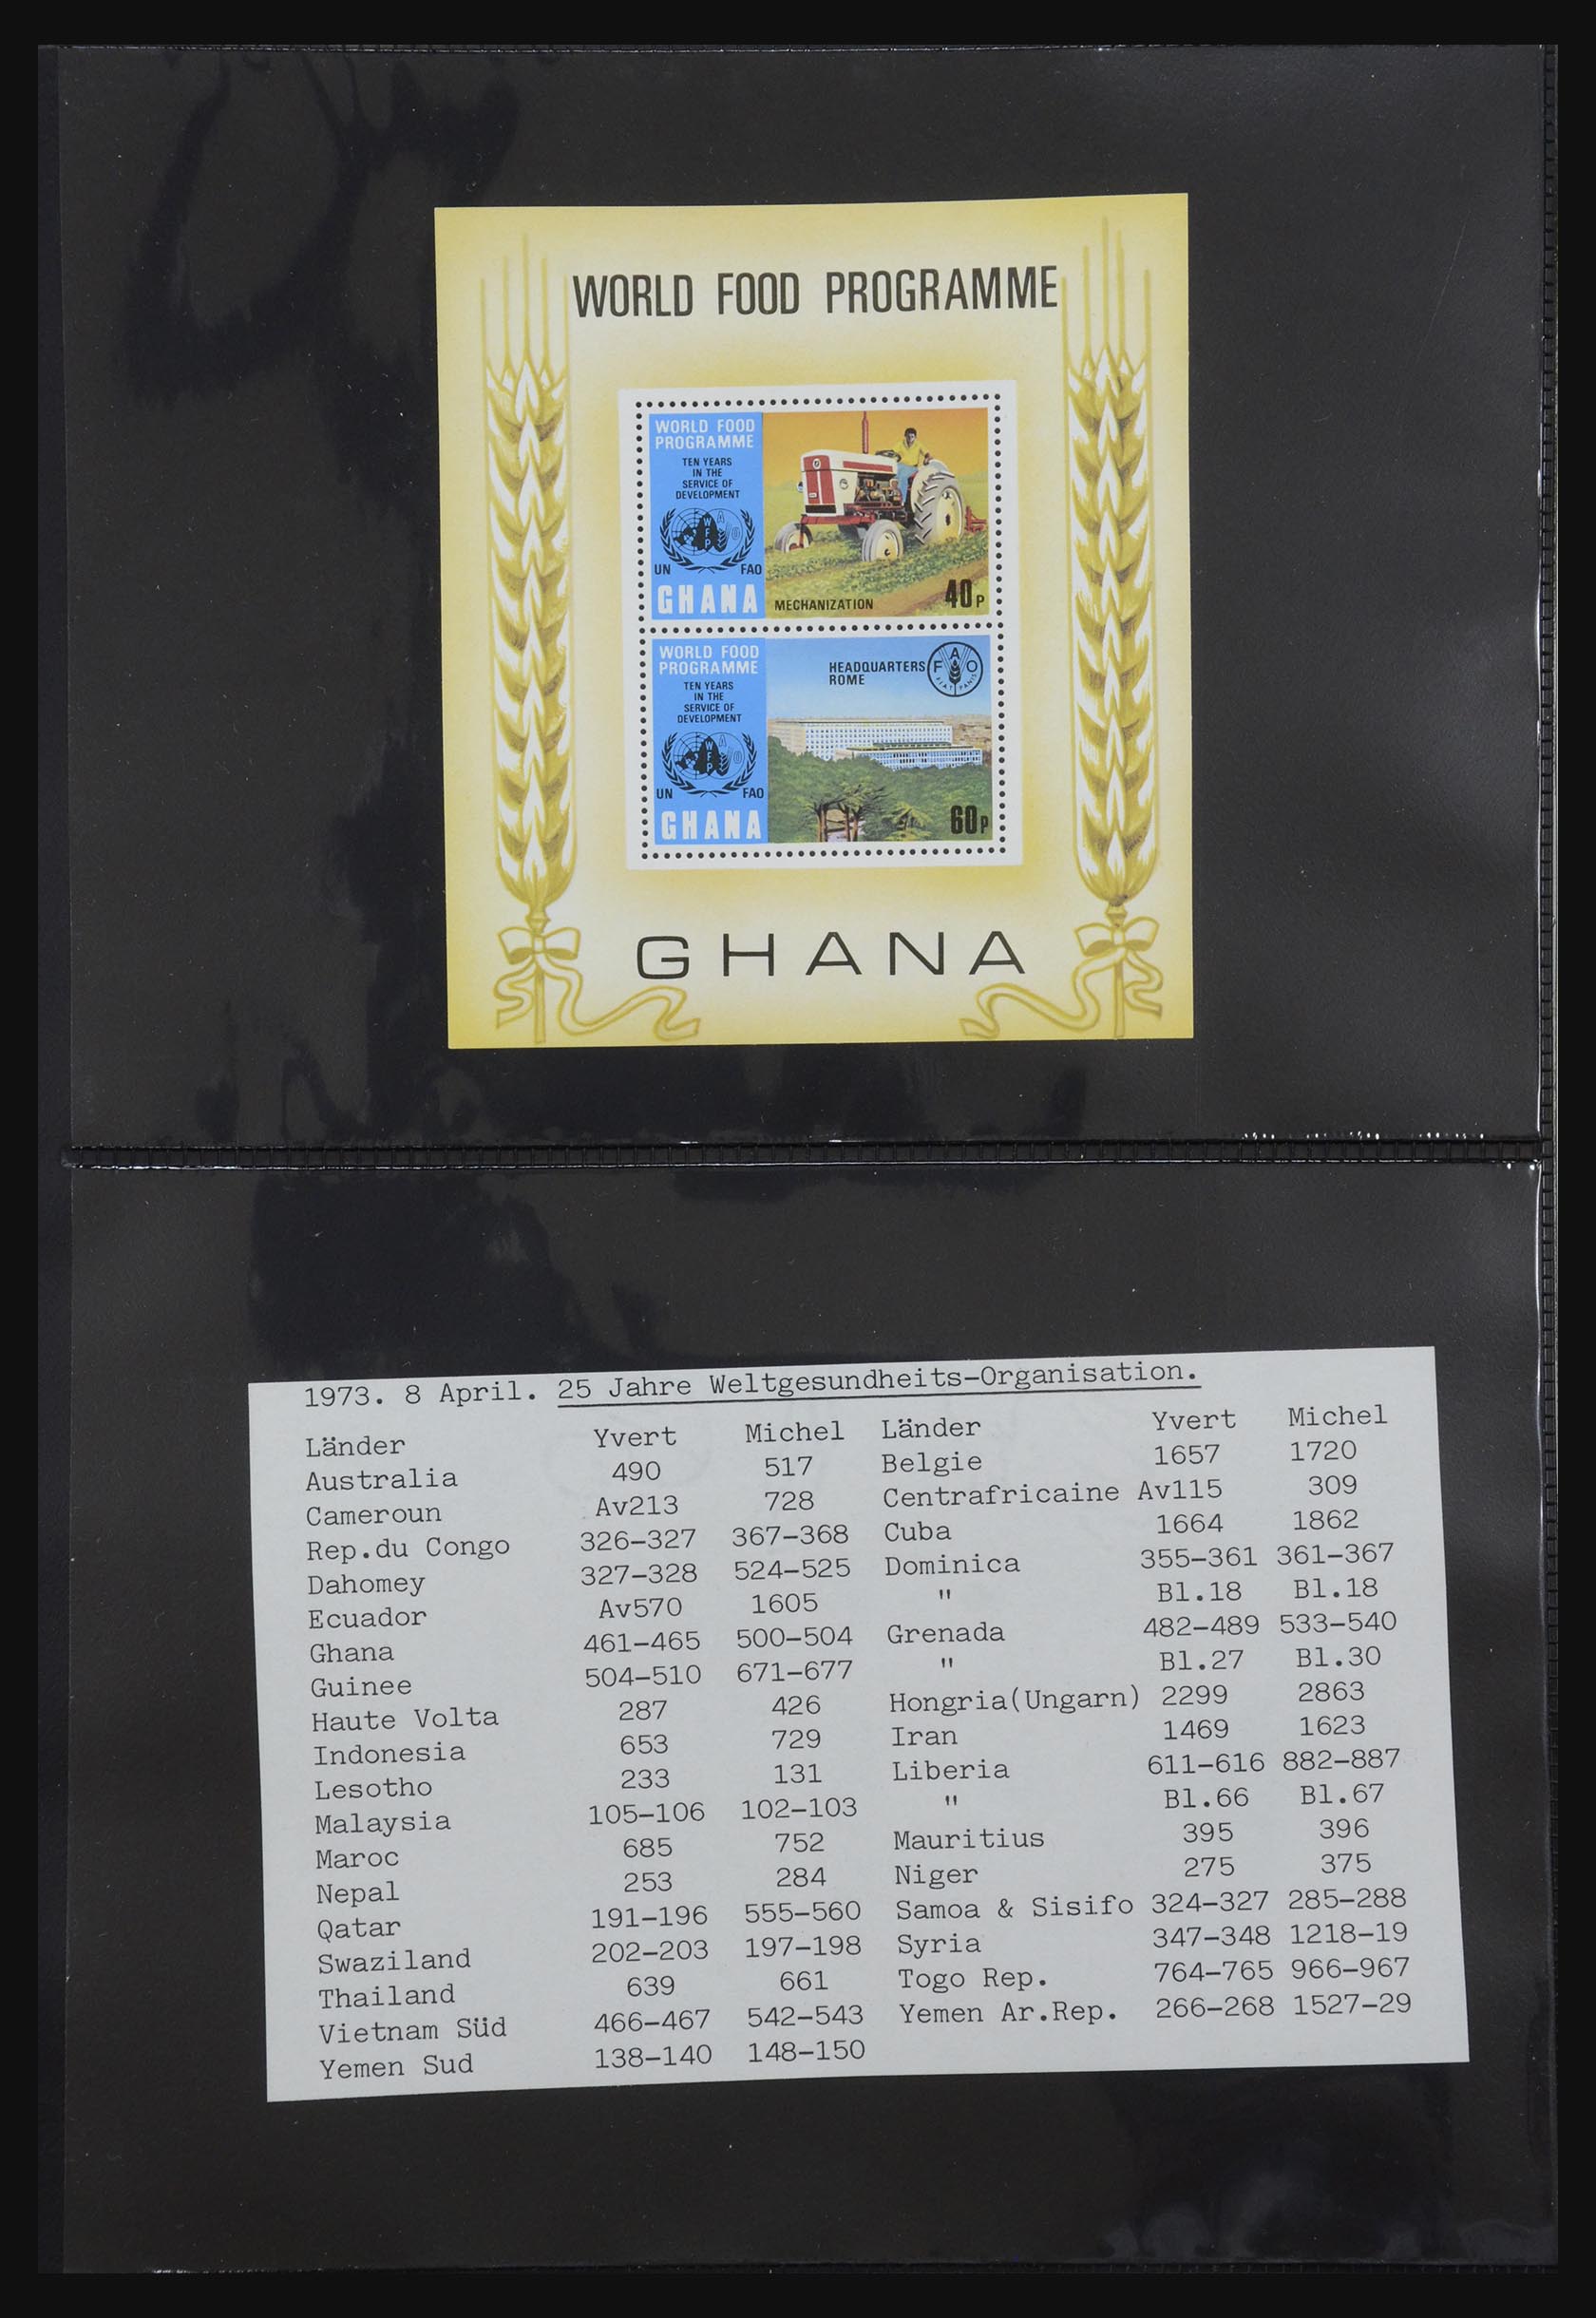 WORLD FOOD PROGRAMME
WORLD FOOD
PROGRAMME
TEN YEARS
IN THE
SERVICE OF
DEVELOPMENT
WFP
UN FAO
GHANA
MECHANIZATION
40p
WORLD FOOD
PROGRAMME
TEN YEARS
IN THE
SERVICE OF
DEVELOPMENT
WFP
UN FAO
GHANA
HEADQUARTERS
ROME
FAO
FIAT PANIS
60p
GHANA
1973. 8 April. 25 Jahre Weltgesundheits-Organisation.
Länder Yvert Michel Länder Yvert Michel
Australia 490 517 Belgie 1657 1720
Cameroun Av213 728 Centrafricaine Av115 309
Rep.du Congo 326-327 367-368 Cuba 1664 1862
Dahomey 327-328 524-525 Dominica 355-361 361-367
Ecuador Av570 1605 " Bl.18 Bl.18
Ghana 461-465 500-504 Grenada 482-489 533-540
Guinee 504-510 671-677 " Bl.27 Bl.30
Haute Volta 287 426 Hongria(Ungarn) 2299 2863
Indonesia 653 729 Iran 1469 1623
Lesotho 233 131 Liberia 611-616 882-887
Malaysia 105-106 102-103 " Bl.66 Bl.67
Maroc 685 752 Mauritius 395 396
Nepal 253 284 Niger 275 375
Qatar 191-196 555-560 Samoa & Sisifo 324-327 285-288
Swaziland 202-203 197-198 Syria 347-348 1218-19
Thailand 639 661 Togo Rep. 764-765 966-967
Vietnam Süd 466-467 542-543 Yemen Ar.Rep. 266-268 1527-29
Yemen Sud 138-140 148-150